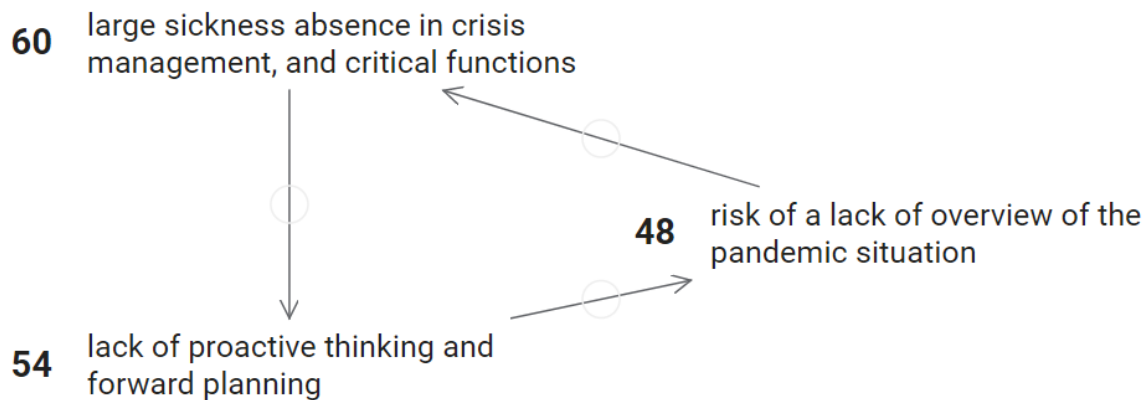 60 large sickness absence in crisis
management, and critical functions
48 risk of a lack of overview of the
pandemic situation
54 lack of proactive thinking and
forward planning